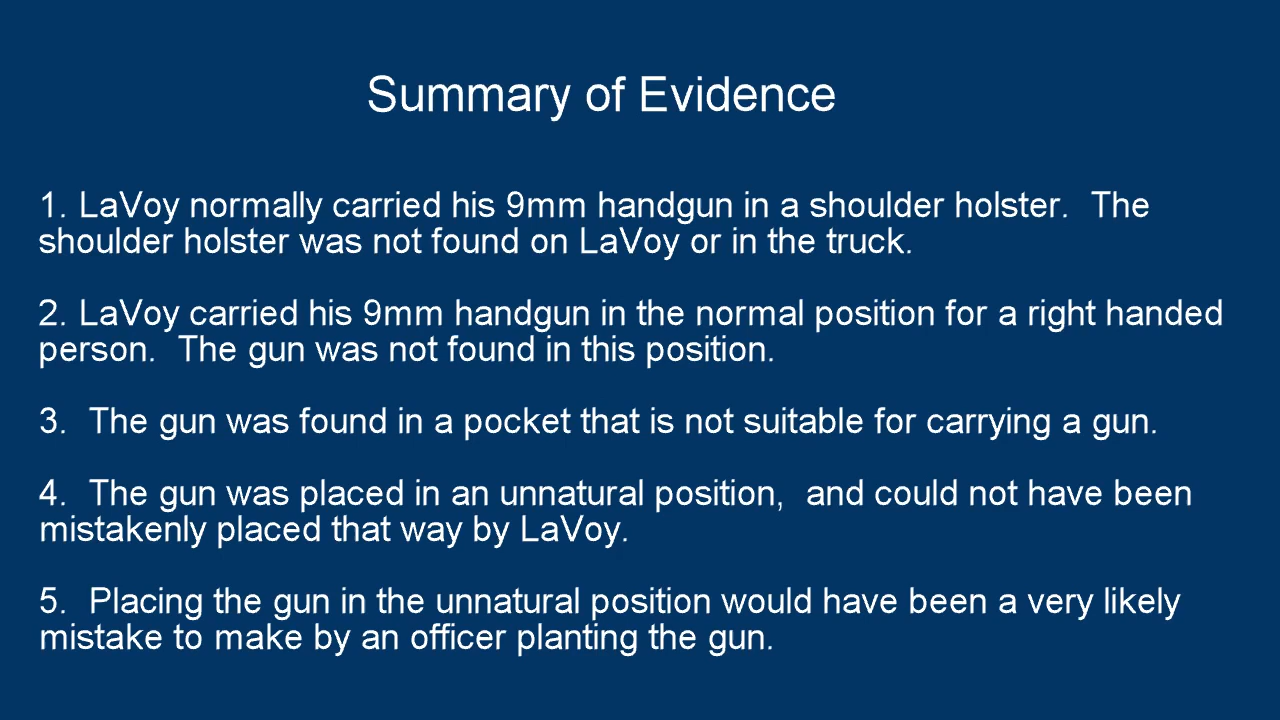 Summary of Evidence
1. LaVoy normally carried his 9mm handgun in a shoulder holster.  The
shoulder holster was not found on LaVoy or in the truck.
2. LaVoy carried his 9mm handgun in the normal position for a right handed
person.  The gun was not found in this position.
3.  The gun was found in a pocket that is not suitable for carrying a gun.
4.  The gun was placed in an unnatural position,  and could not have been
mistakenly placed that way by LaVoy.
5.  Placing the gun in the unnatural position would have been a very likely
mistake to make by an officer planting the gun.